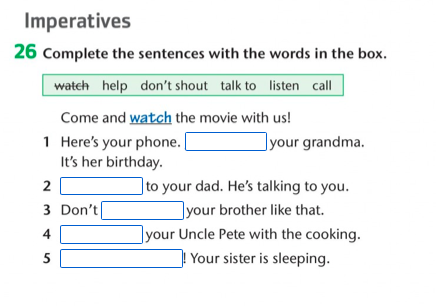 Imperatives
26 Complete the sentences with the words in the box.
watch help don't shout talk to listen call
Come and watch the movie with us!
1 Here's your phone. your grandma.
It's her birthday.
2 to your dad. He's talking to you.
3 Don't your brother like that.
4 your Uncle Pete with the cooking.
5 ! Your sister is sleeping.